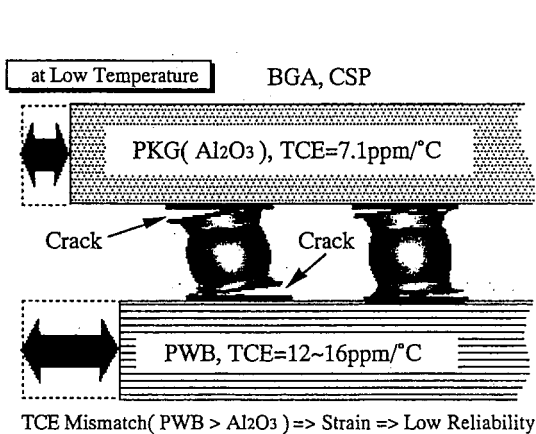 at Low Temperature
BGA, CSP
PKG( Al2O3 ), TCE=7.1ppm/°C
Crack
Crack
PWB, TCE=12~16ppm/°C
TCE Mismatch( PWB > Al2O3 )=> Strain => Low Reliability